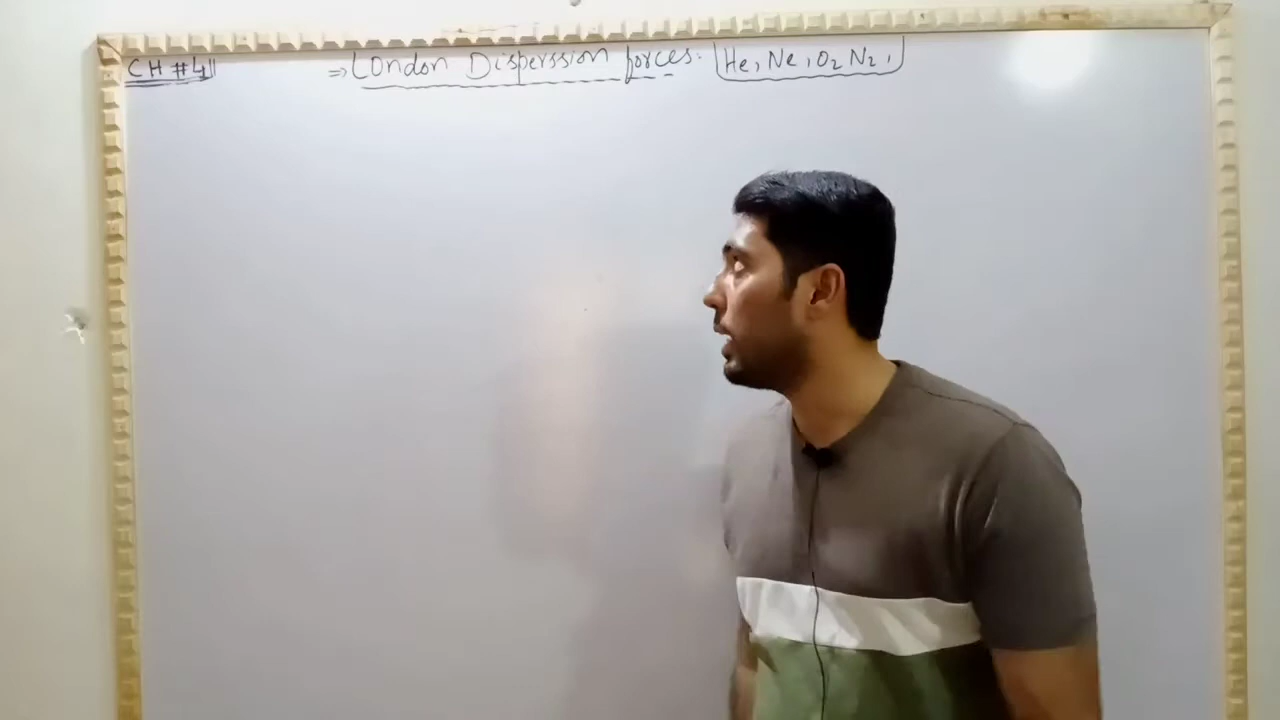 CH #4 ⇒ London Disperssion forces. He, Ne, O₂ N₂,